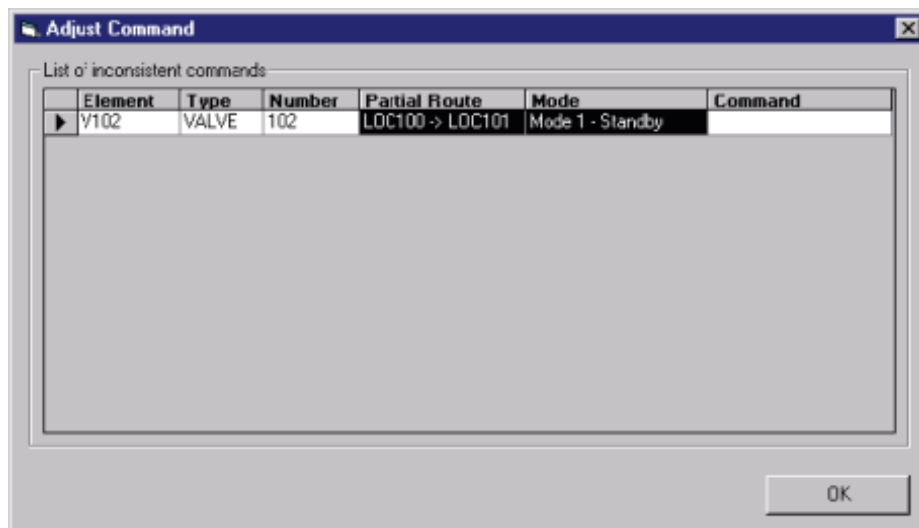 Adjust Command
List of inconsistent commands
Element Type Number Partial Route Mode Command
V102 VALVE 102 LOC100 -> LOC101 Mode 1 - Standby
OK